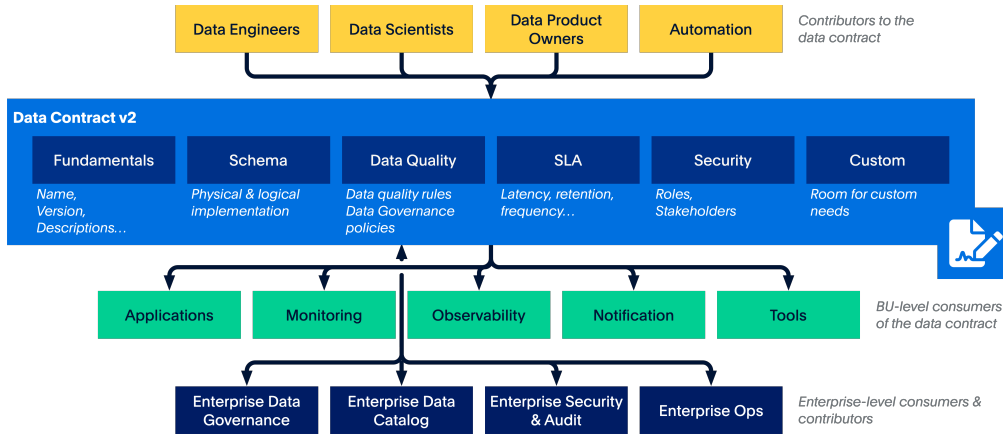 Data Engineers
Data Scientists
Data Product
Owners
Automation
Contributors to the
data contract
Data Contract v2
Fundamentals
Schema
Data Quality
SLA
Security
Custom
Name,
Version,
Descriptions…
Physical & logical
implementation
Data quality rules
Data Governance
policies
Latency, retention,
frequency…
Roles,
Stakeholders
Room for custom
needs
Applications
Monitoring
Observability
Notification
Tools
BU-level consumers
of the data contract
Enterprise Data
Governance
Enterprise Data
Catalog
Enterprise Security
& Audit
Enterprise Ops
Enterprise-level consumers &
contributors